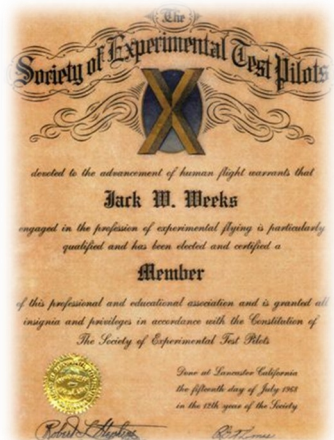 The
Society of Experimental Test Pilots
X
devoted to the advancement of human flight warrants that
Jack W. Weeks
engaged in the profession of experimental flying is particularly
qualified and has been elected and certified a
Member
of this professional and educational association and is granted all
insignia and privileges in accordance with the Constitution of
The Society of Experimental Test Pilots
Done at Lancaster California
the fifteenth day of July 1968
in the 12th year of the Society